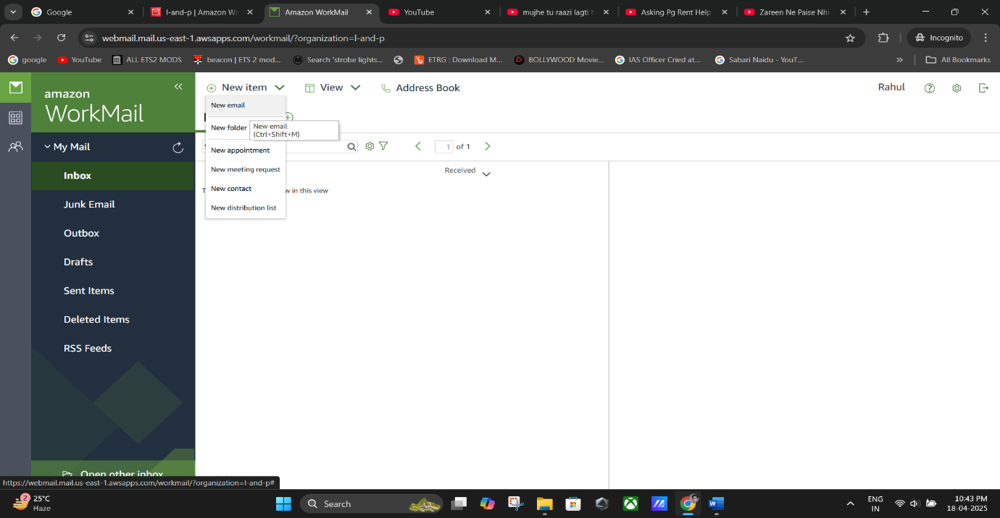 Google
l-and-p | Amazon Wo
Amazon WorkMail
YouTube
mujhe tu raazi lagti h
Asking Pg Rent Help
Zareen Ne Paise Nhi
webmail.mail.us-east-1.awsapps.com/workmail/?organization=l-and-p
Incognito
google
YouTube
ALL ETS2 MODS
beacon | ETS 2 mod...
Search 'strobe lights...
ETRG : Download M...
BOLLYWOOD Movie...
IAS Officer Cried at...
Sabari Naidu - YouT...
All Bookmarks
amazon
WorkMail
New item
View
Address Book
Rahul
New email
New folder
New email
(Ctrl+Shift+M)
New appointment
New meeting request
New contact
New distribution list
1 of 1
Received
w in this view
My Mail
Inbox
Junk Email
Outbox
Drafts
Sent Items
Deleted Items
RSS Feeds
Open other inbox
https://webmail.mail.us-east-1.awsapps.com/workmail/?organization=l-and-p#
2
25°C
Haze
Search
ENG
IN
10:43 PM
18-04-2025